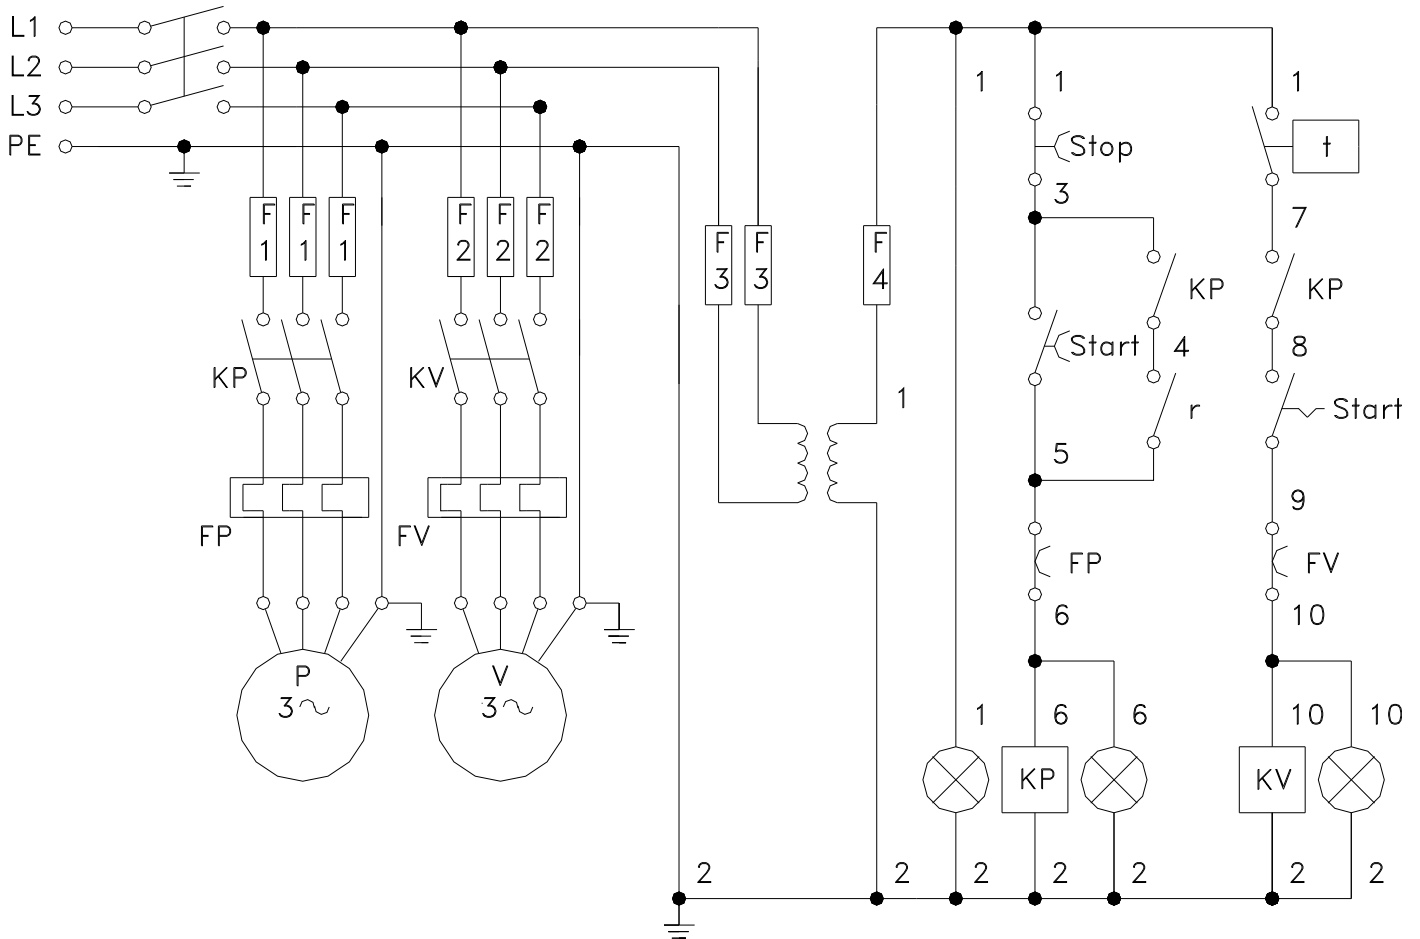 L1
L2
L3
PE
1 1 1
Stop t
3
7
F F F F F F
1 1 1 2 2 2
F F F
3 3 4
KP KP
Start 4 8
KP KV
1
r Start
5
9
FP FV
FP FV
6 10
P V
3 3
1 6 6 10 10
KP KV
2 2 2 2 2 2 2